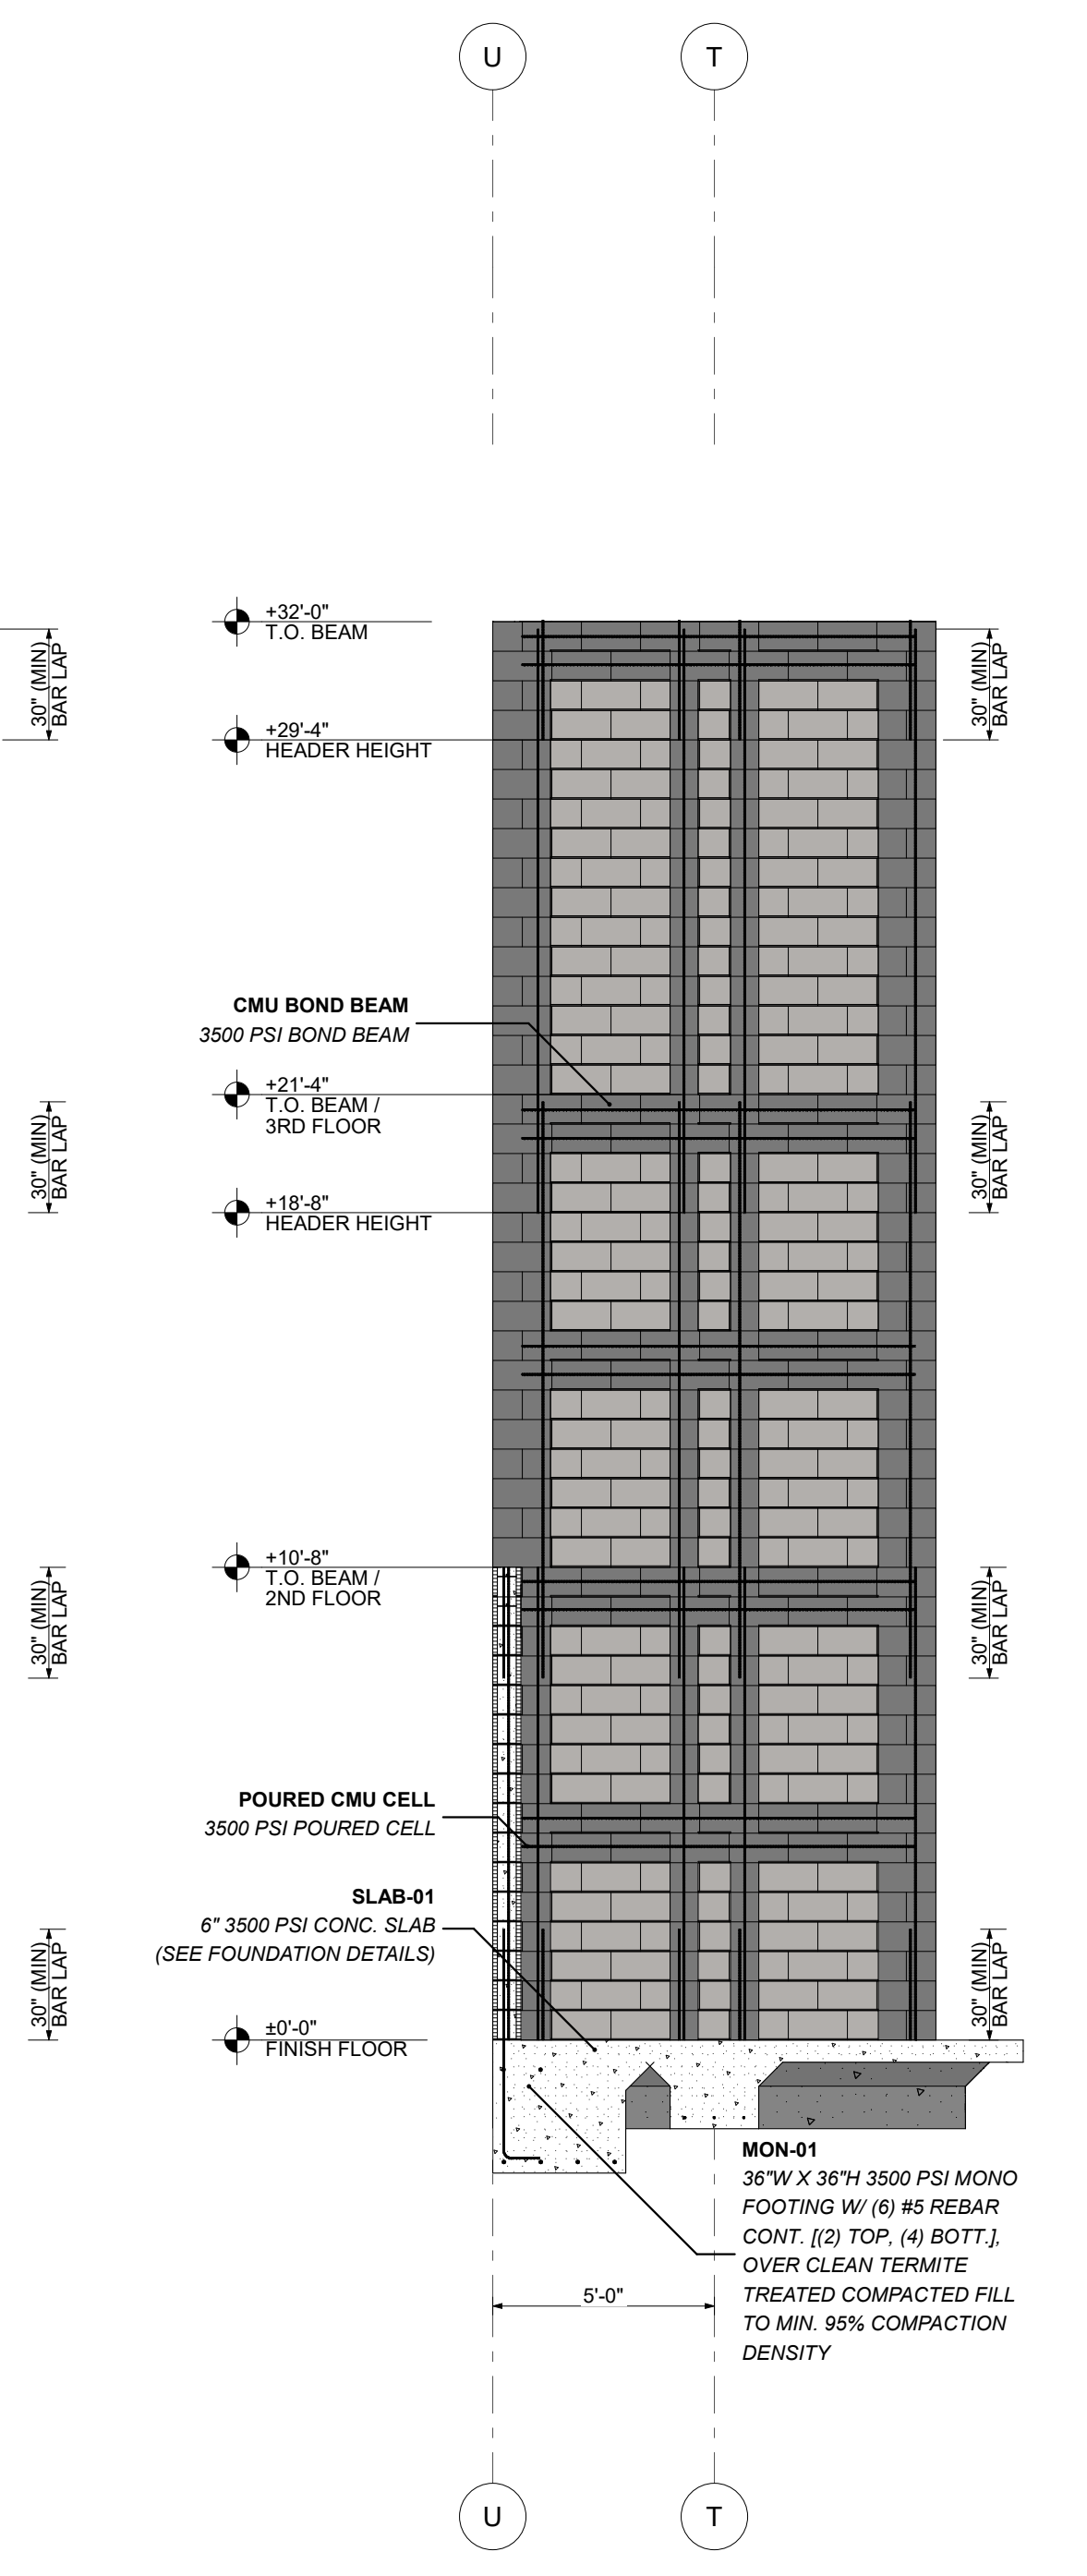 U
T
+32'-0"
T.O. BEAM
30" (MIN)
BAR LAP
30" (MIN)
BAR LAP
+29'-4"
HEADER HEIGHT
CMU BOND BEAM
3500 PSI BOND BEAM
+21'-4"
T.O. BEAM /
3RD FLOOR
30" (MIN)
BAR LAP
30" (MIN)
BAR LAP
+18'-8"
HEADER HEIGHT
+10'-8"
T.O. BEAM /
2ND FLOOR
30" (MIN)
BAR LAP
30" (MIN)
BAR LAP
POURED CMU CELL
3500 PSI POURED CELL
SLAB-01
6" 3500 PSI CONC. SLAB
(SEE FOUNDATION DETAILS)
30" (MIN)
BAR LAP
30" (MIN)
BAR LAP
±0'-0"
FINISH FLOOR
MON-01
36"W X 36"H 3500 PSI MONO
FOOTING W/ (6) #5 REBAR
CONT. [(2) TOP, (4) BOTT.],
OVER CLEAN TERMITE
TREATED COMPACTED FILL
TO MIN. 95% COMPACTION
DENSITY
5'-0"
U
T